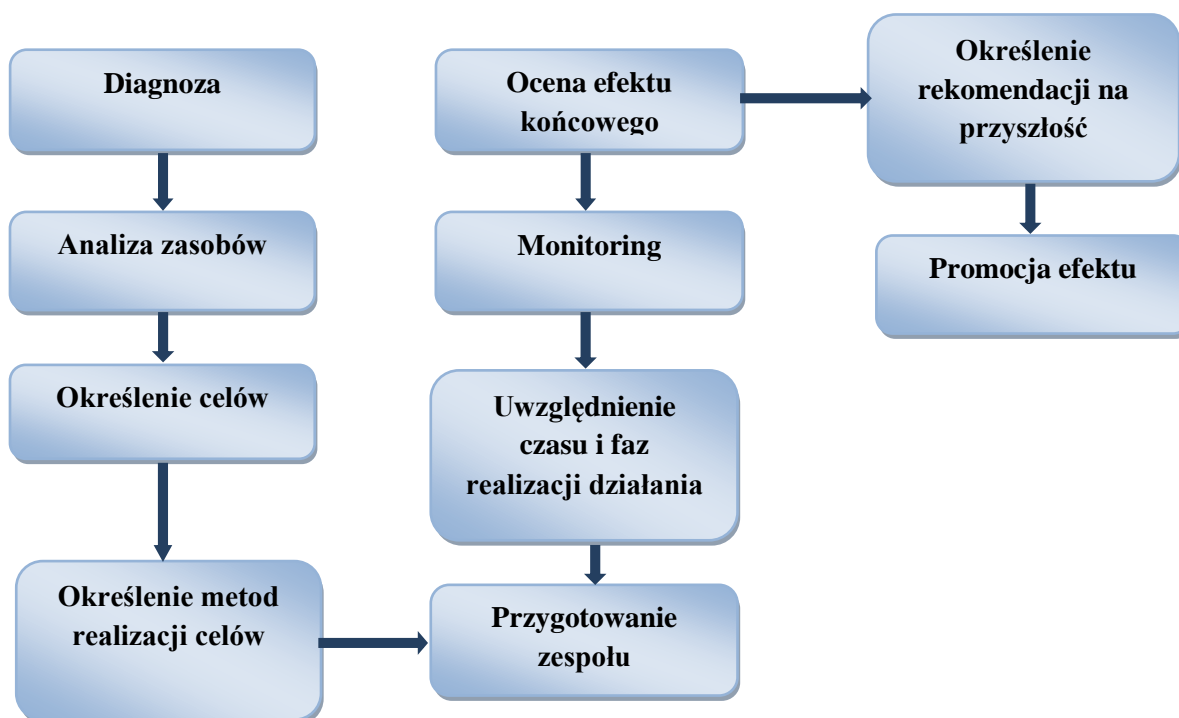 Diagnoza
Analiza zasobów
Określenie celów
Określenie metod
realizacji celów
Ocena efektu
końcowego
Monitoring
Uwzględnienie
czasu i faz
realizacji działania
Przygotowanie
zespołu
Określenie
rekomendacji na
przyszłość
Promocja efektu